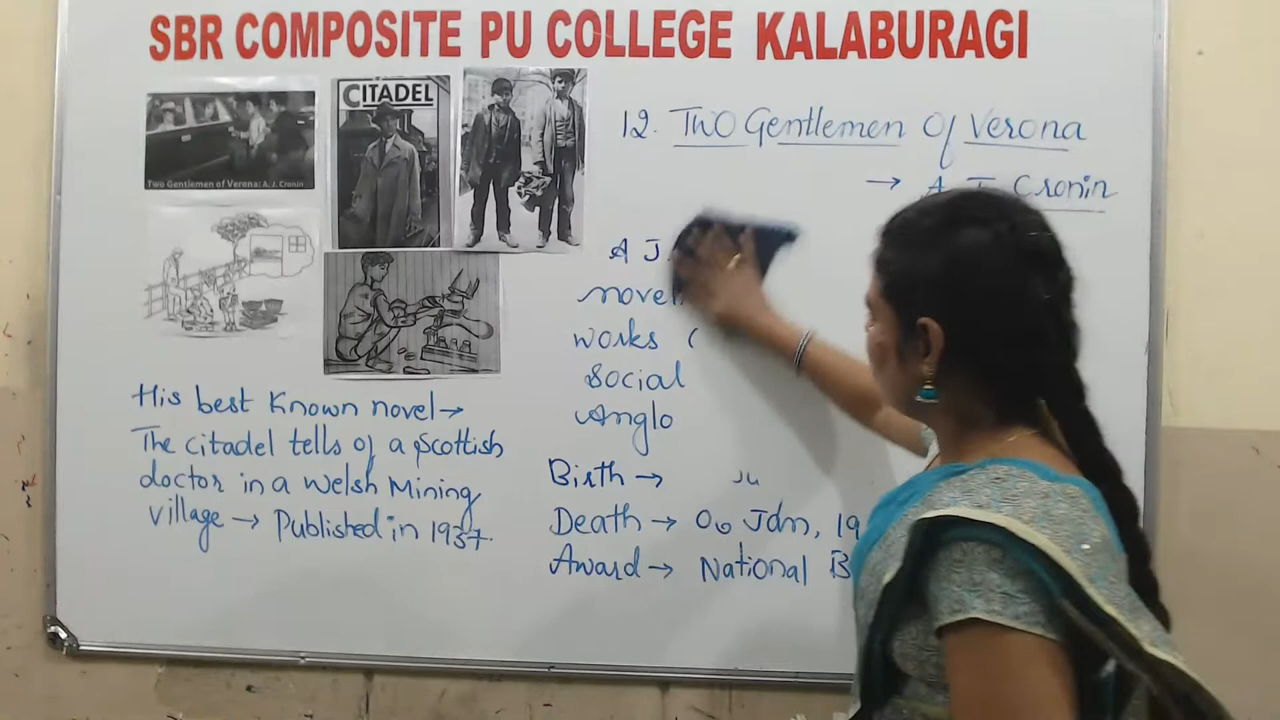 SBR COMPOSITE PU COLLEGE KALABURAGI
CITADEL
Two Gentlemen of Verona: A. J. Cronin
12. Two Gentlemen Of Verona
→ A J Cronin
A J
novel
works
Social
Anglo
Birth →
Death → 06 Jan, 19
Award → National B
His best Known novel →
The citadel tells of a Scottish
doctor in a Welsh Mining
village → Published in 1937.